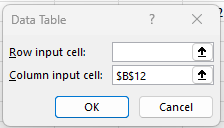 Data Table ? ×
Row input cell:
Column input cell: $B$12
OK Cancel